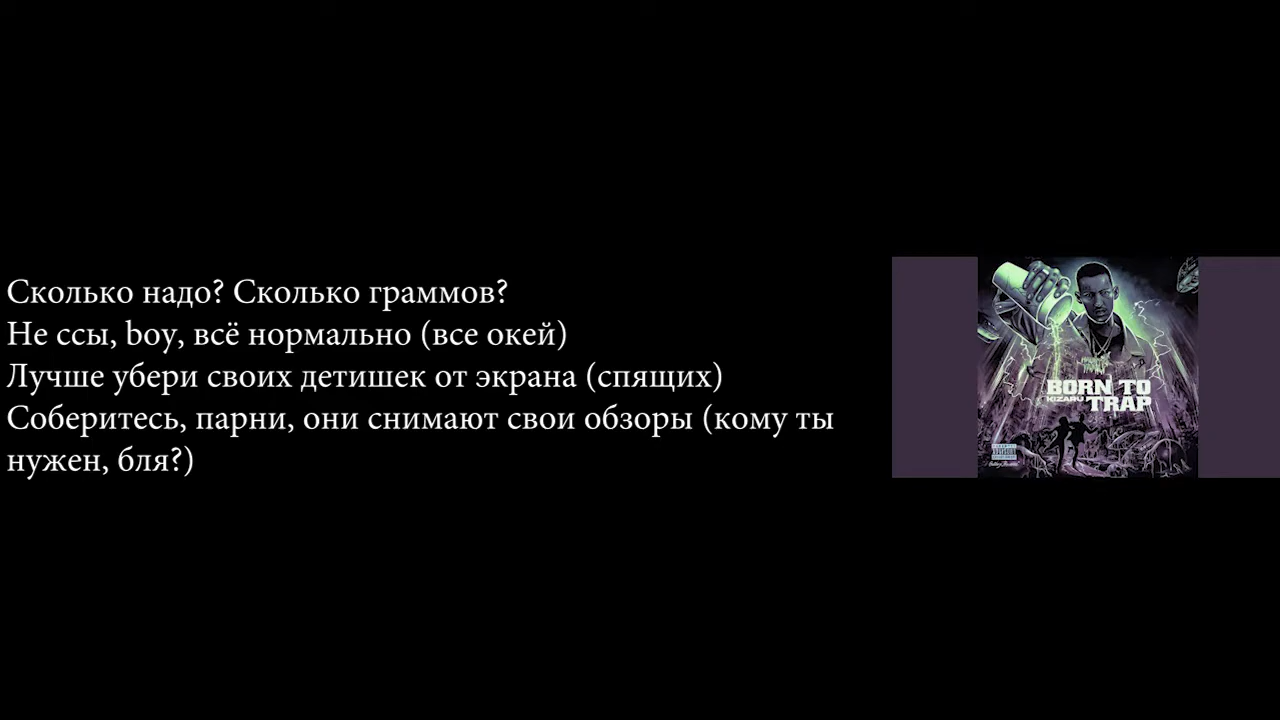 Сколько надо? Сколько граммов?
Не ссы, boy, всё нормально (все окей)
Лучше убери своих детишек от экрана (спящих)
Соберитесь, парни, они снимают свои обзоры (кому ты
нужен, бля?)
BORN TO
KIZARU TRAP